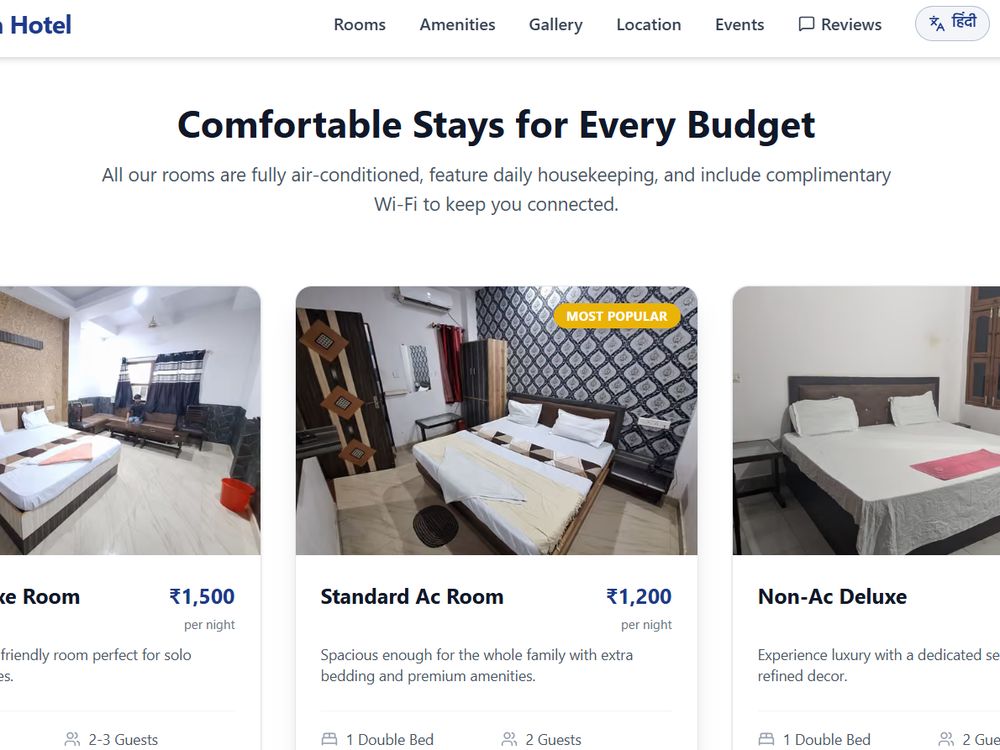 Hotel
Rooms
Amenities
Gallery
Location
Events
Reviews
हिंदी
Comfortable Stays for Every Budget
All our rooms are fully air-conditioned, feature daily housekeeping, and include complimentary
Wi-Fi to keep you connected.
MOST POPULAR
Room
₹1,500
per night
friendly room perfect for solo
2-3 Guests
Standard Ac Room
₹1,200
per night
Spacious enough for the whole family with extra
bedding and premium amenities.
1 Double Bed
2 Guests
Non-Ac Deluxe
Experience luxury with a dedicated
refined decor.
1 Double Bed
2